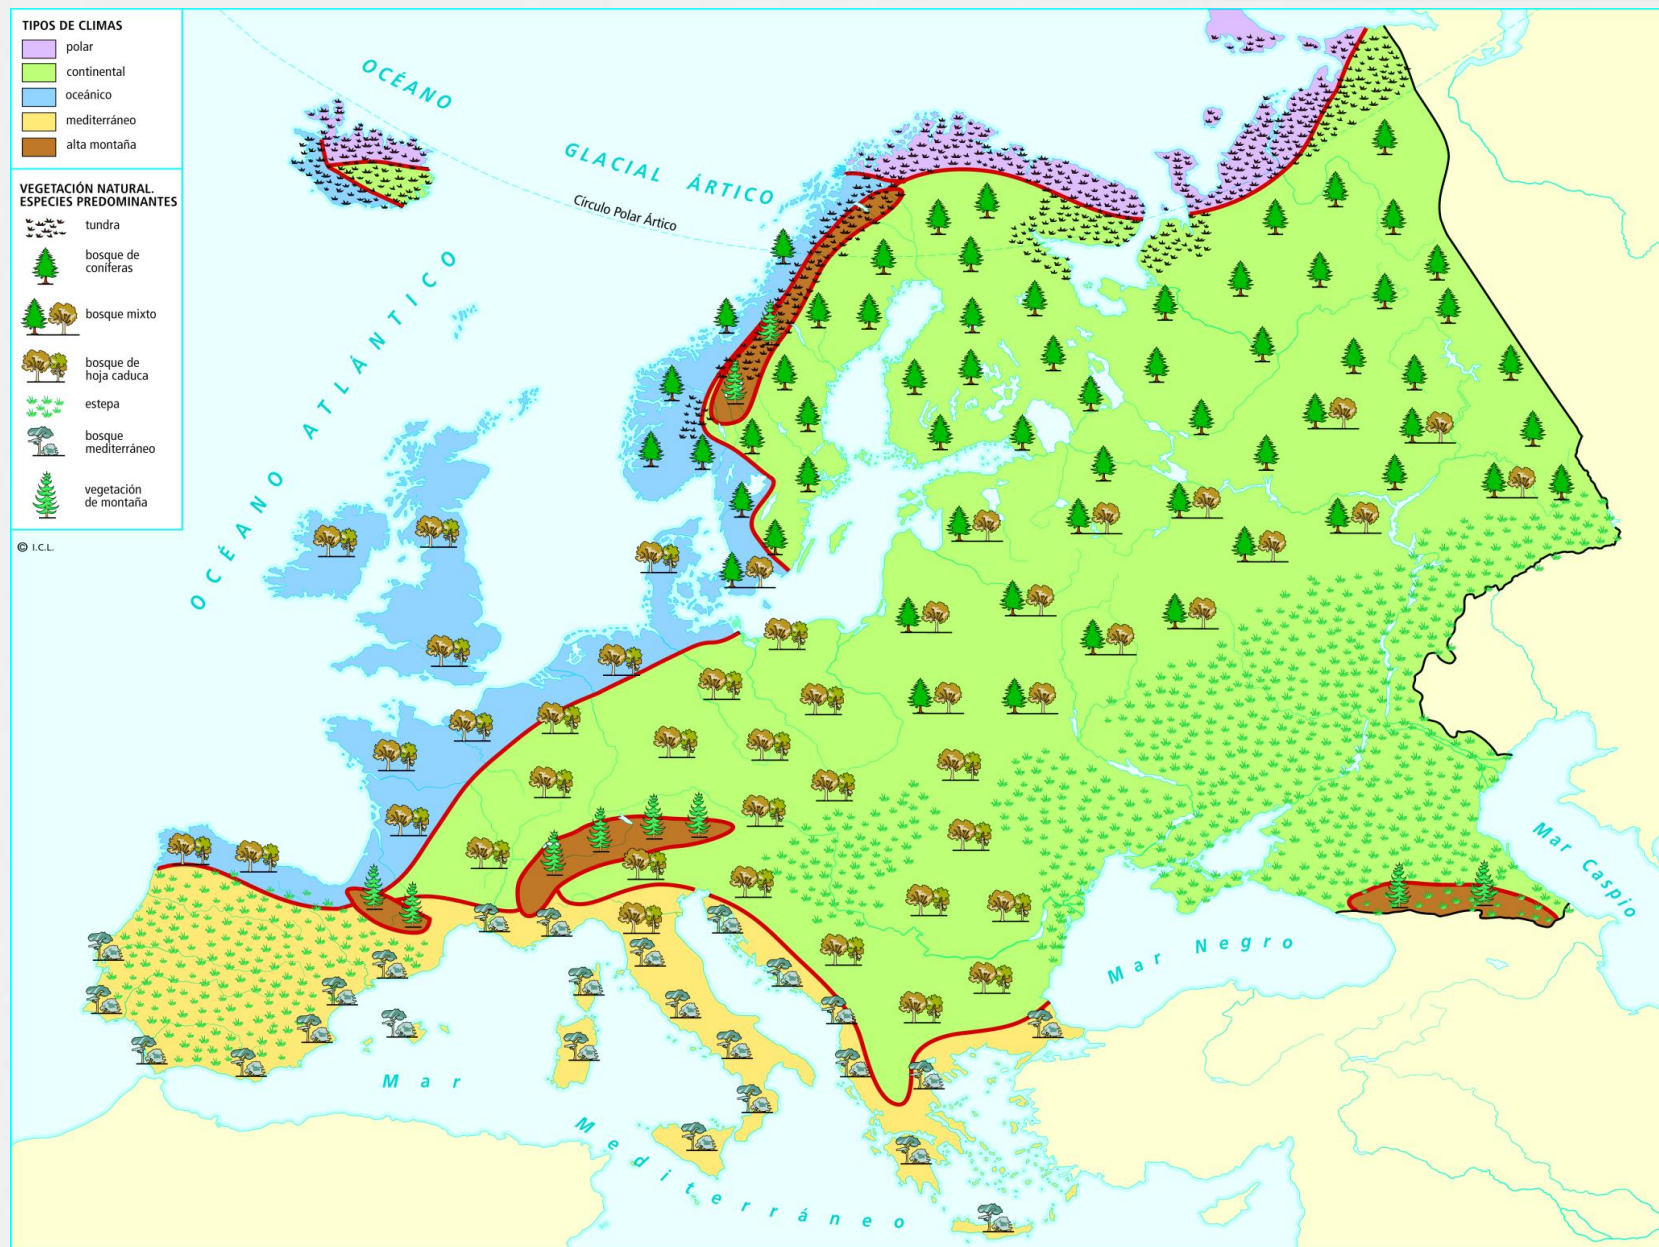 TIPOS DE CLIMAS
polar
continental
oceánico
mediterráneo
alta montaña
VEGETACIÓN NATURAL.
ESPECIES PREDOMINANTES
tundra
bosque de
coníferas
bosque mixto
bosque de
hoja caduca
estepa
bosque
mediterráneo
vegetación
de montaña
© I.C.L.
OCÉANO
GLACIAL ÁRTICO
Círculo Polar Ártico
OCÉANO ATLÁNTICO
Mar Caspio
Mar Negro
Mar
Mediterráneo